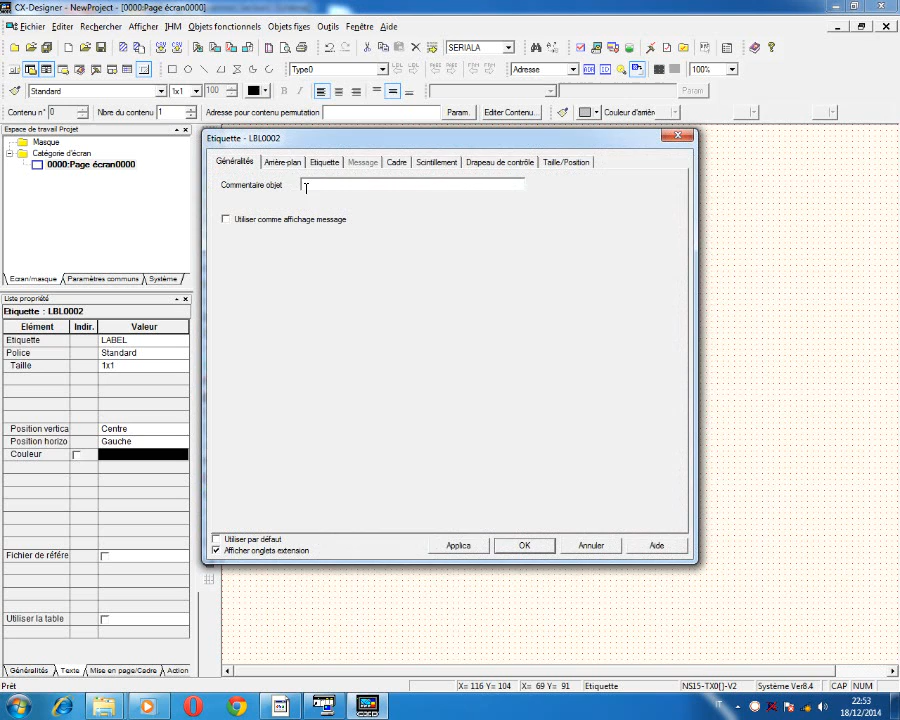 CX-Designer - NewProject - [0000:Page écran0000]
Fichier Editer Rechercher Afficher IHM Objets fonctionnels Objets fixes Outils Fenêtre Aide
SERIALA
Type0 Adresse 100%
Standard 1x1 100 B I Param
Contenu n° 0 Nbre du contenu 1 Adresse pour contenu permutation Param. Editer Contenu... Couleur d'arrièn
Espace de travail Projet
Masque
Catégorie d'écran
0000:Page écran0000
Ecran/masque Paramètres communs Système
Liste propriété
Etiquette : LBL0002
Elément Indir. Valeur
Etiquette LABEL
Police Standard
Taille 1x1
Position vertica Centre
Position horizo Gauche
Couleur
Fichier de référe
Utiliser la table
Généralités Texte Mise en page/Cadre Action
Etiquette - LBL0002
Généralités Arrière-plan Etiquette Message Cadre Scintillement Drapeau de contrôle Taille/Position
Commentaire objet
Utiliser comme affichage message
Utiliser par défaut
Afficher onglets extension
Applica OK Annuler Aide
Prêt X= 116 Y= 104 X= 69 Y= 91 Etiquette NS15-TX0[]-V2 Système Ver8.4 CAP NUM
IT 22:53
18/12/2014